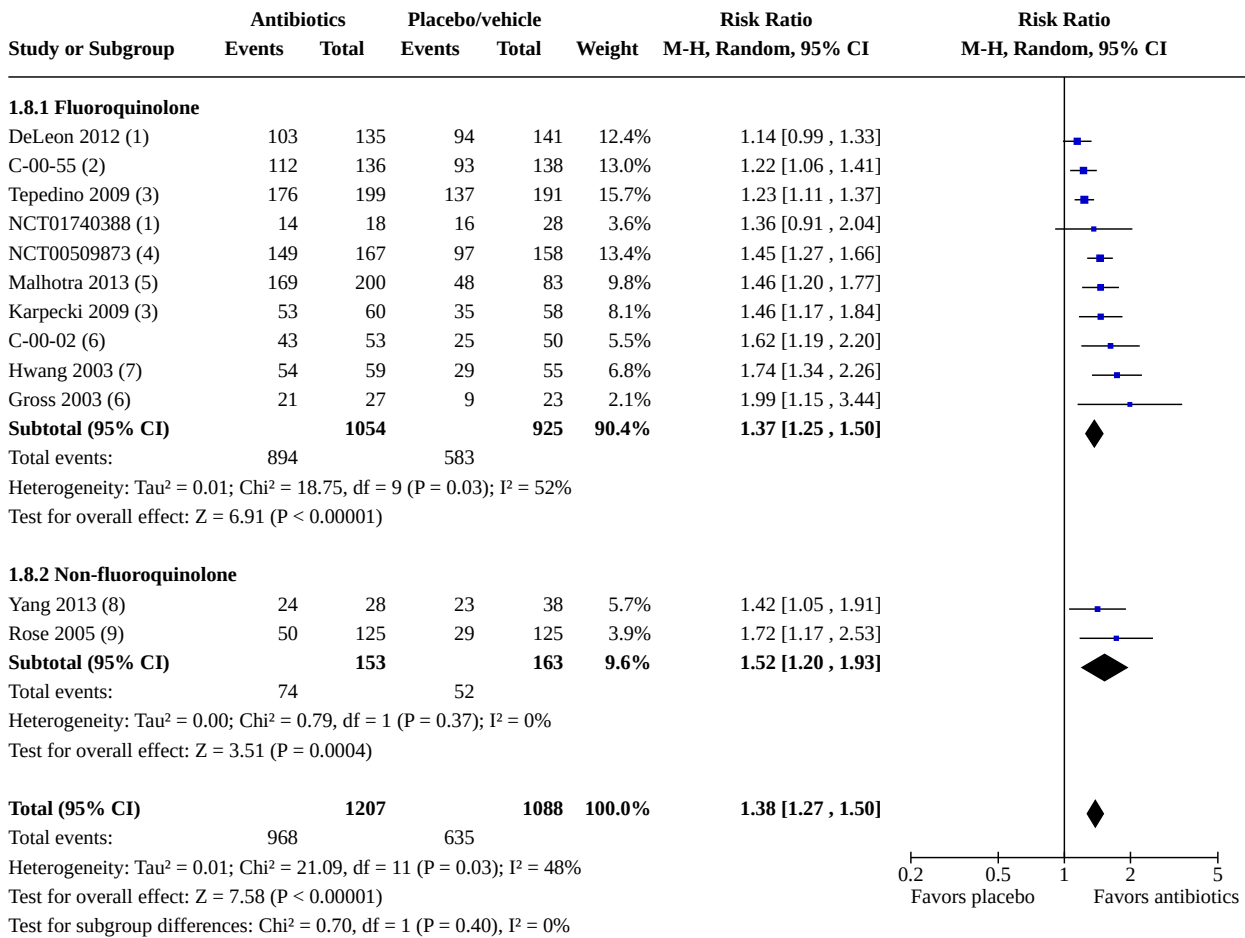 Antibiotics Placebo/vehicle Risk Ratio Risk Ratio
Study or Subgroup Events Total Events Total Weight M-H, Random, 95% CI M-H, Random, 95% CI
1.8.1 Fluoroquinolone
DeLeon 2012 (1) 103 135 94 141 12.4% 1.14 [0.99 , 1.33]
C-00-55 (2) 112 136 93 138 13.0% 1.22 [1.06 , 1.41]
Tepedino 2009 (3) 176 199 137 191 15.7% 1.23 [1.11 , 1.37]
NCT01740388 (1) 14 18 16 28 3.6% 1.36 [0.91 , 2.04]
NCT00509873 (4) 149 167 97 158 13.4% 1.45 [1.27 , 1.66]
Malhotra 2013 (5) 169 200 48 83 9.8% 1.46 [1.20 , 1.77]
Karpecki 2009 (3) 53 60 35 58 8.1% 1.46 [1.17 , 1.84]
C-00-02 (6) 43 53 25 50 5.5% 1.62 [1.19 , 2.20]
Hwang 2003 (7) 54 59 29 55 6.8% 1.74 [1.34 , 2.26]
Gross 2003 (6) 21 27 9 23 2.1% 1.99 [1.15 , 3.44]
Subtotal (95% CI) 1054 925 90.4% 1.37 [1.25 , 1.50]
Total events: 894 583
Heterogeneity: Tau² = 0.01; Chi² = 18.75, df = 9 (P = 0.03); I² = 52%
Test for overall effect: Z = 6.91 (P < 0.00001)
1.8.2 Non-fluoroquinolone
Yang 2013 (8) 24 28 23 38 5.7% 1.42 [1.05 , 1.91]
Rose 2005 (9) 50 125 29 125 3.9% 1.72 [1.17 , 2.53]
Subtotal (95% CI) 153 163 9.6% 1.52 [1.20 , 1.93]
Total events: 74 52
Heterogeneity: Tau² = 0.00; Chi² = 0.79, df = 1 (P = 0.37); I² = 0%
Test for overall effect: Z = 3.51 (P = 0.0004)
Total (95% CI) 1207 1088 100.0% 1.38 [1.27 , 1.50]
Total events: 968 635
Heterogeneity: Tau² = 0.01; Chi² = 21.09, df = 11 (P = 0.03); I² = 48%
0.2 0.5 1 2 5
Test for overall effect: Z = 7.58 (P < 0.00001) Favors placebo Favors antibiotics
Test for subgroup differences: Chi² = 0.70, df = 1 (P = 0.40), I² = 0%